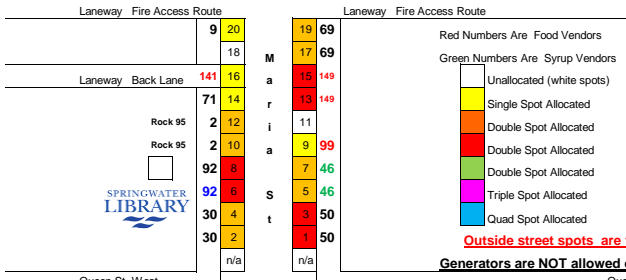 Laneway Fire Access Route
Laneway Fire Access Route
9 20 19 69
Red Numbers Are Food Vendors
18 M 17 69
Green Numbers Are Syrup Vendors
Laneway Back Lane 141 16 a 15 149
Unallocated (white spots)
71 14 r 13 149
Single Spot Allocated
Rock 95 2 12 i 11
Double Spot Allocated
Rock 95 2 10 a 9 99
Double Spot Allocated
92 8 7 46
Double Spot Allocated
SPRINGWATER LIBRARY
92 6 S 5 46
Triple Spot Allocated
30 4 t 3 50
Quad Spot Allocated
30 2 1 50
Outside street spots are
n/a n/a
Generators are NOT allowed
Queen St. West